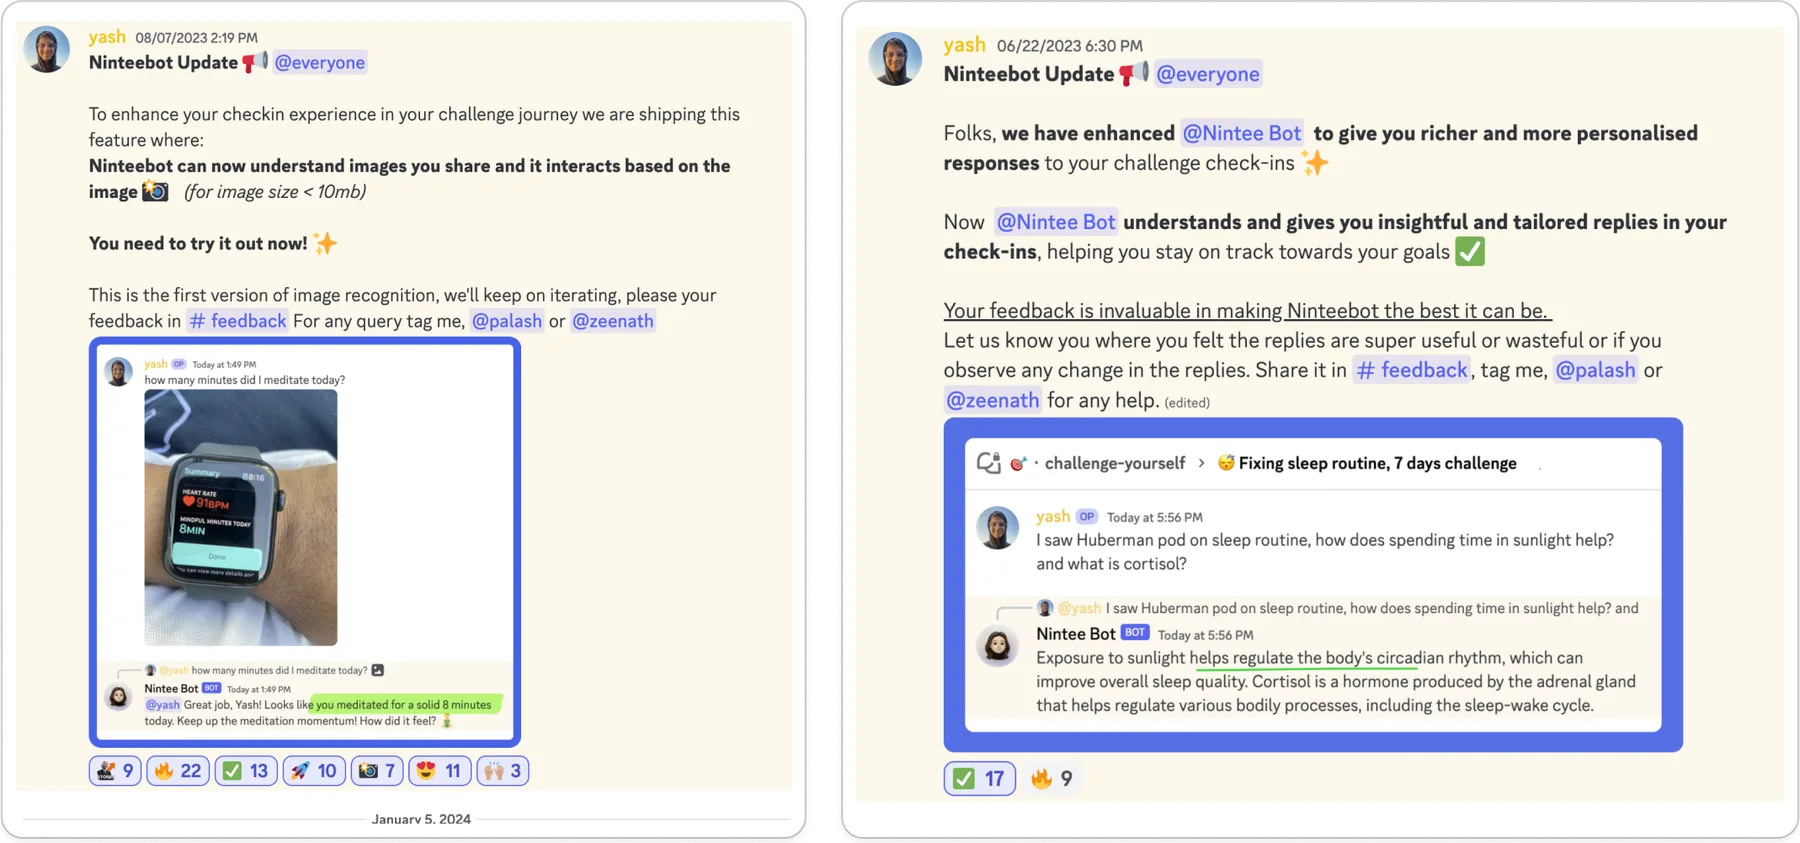 yash 08/07/2023 2:19 PM
Ninteebot Update @everyone
To enhance your checkin experience in your challenge journey we are shipping this
feature where:
Ninteebot can now understand images you share and it interacts based on the
image (for image size < 10mb)
You need to try it out now!
This is the first version of image recognition, we'll keep on iterating, please your
feedback in # feedback For any query tag me, @palash or @zeenath
yash OP Today at 1:49 PM
how many minutes did I meditate today?
Summary 8:16
HEART RATE
91BPM
MINDFUL MINUTES TODAY
8MIN
Done
You can view more details and
@yash how many minutes did I meditate today?
Nintee Bot BOT Today at 1:49 PM
@yash Great job, Yash! Looks like you meditated for a solid 8 minutes
today. Keep up the meditation momentum! How did it feel?
9 22 13 10 7 11 3
January 5, 2024
yash 06/22/2023 6:30 PM
Ninteebot Update @everyone
Folks, we have enhanced @Nintee Bot to give you richer and more personalised
responses to your challenge check-ins
Now @Nintee Bot understands and gives you insightful and tailored replies in your
check-ins, helping you stay on track towards your goals
Your feedback is invaluable in making Ninteebot the best it can be.
Let us know you where you felt the replies are super useful or wasteful or if you
observe any change in the replies. Share it in # feedback, tag me, @palash or
@zeenath for any help. (edited)
· challenge-yourself > Fixing sleep routine, 7 days challenge
yash OP Today at 5:56 PM
I saw Huberman pod on sleep routine, how does spending time in sunlight help?
and what is cortisol?
@yash I saw Huberman pod on sleep routine, how does spending time in sunlight help? and
Nintee Bot BOT Today at 5:56 PM
Exposure to sunlight helps regulate the body's circadian rhythm, which can
improve overall sleep quality. Cortisol is a hormone produced by the adrenal gland
that helps regulate various bodily processes, including the sleep-wake cycle.
17 9